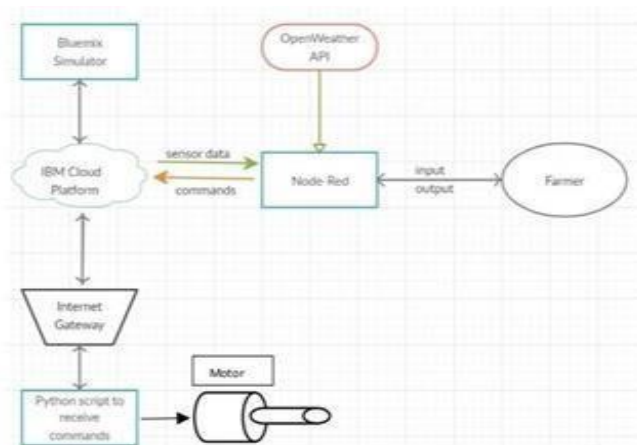 Bluemix
Simulator
OpenWeather
API
IBM Cloud
Platform
sensor data
commands
Node-Red
input
output
Farmer
Internet
Gateway
Motor
Python script to
receive
commands